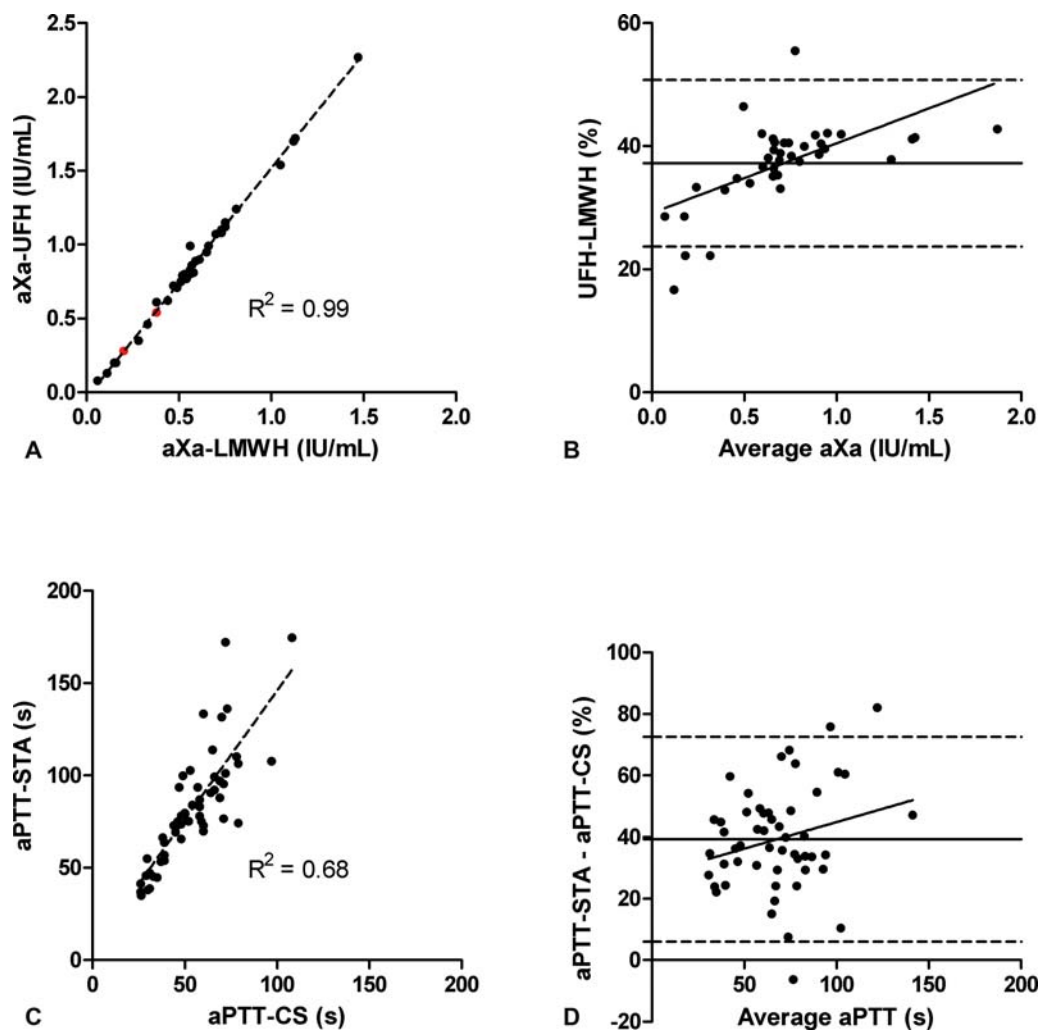 2.5
2.0
1.5
1.0
0.5
0.0
aXa-UFH (IU/mL)
R² = 0.99
0.0 0.5 1.0 1.5 2.0
aXa-LMWH (IU/mL)
A
60
40
20
0
UFH-LMWH (%)
0.0 0.5 1.0 1.5 2.0
Average aXa (IU/mL)
B
200
150
100
50
0
aPTT-STA (s)
R² = 0.68
0 50 100 150 200
aPTT-CS (s)
C
100
80
60
40
20
0
-20
aPTT-STA - aPTT-CS (%)
50 100 150 200
Average aPTT (s)
D